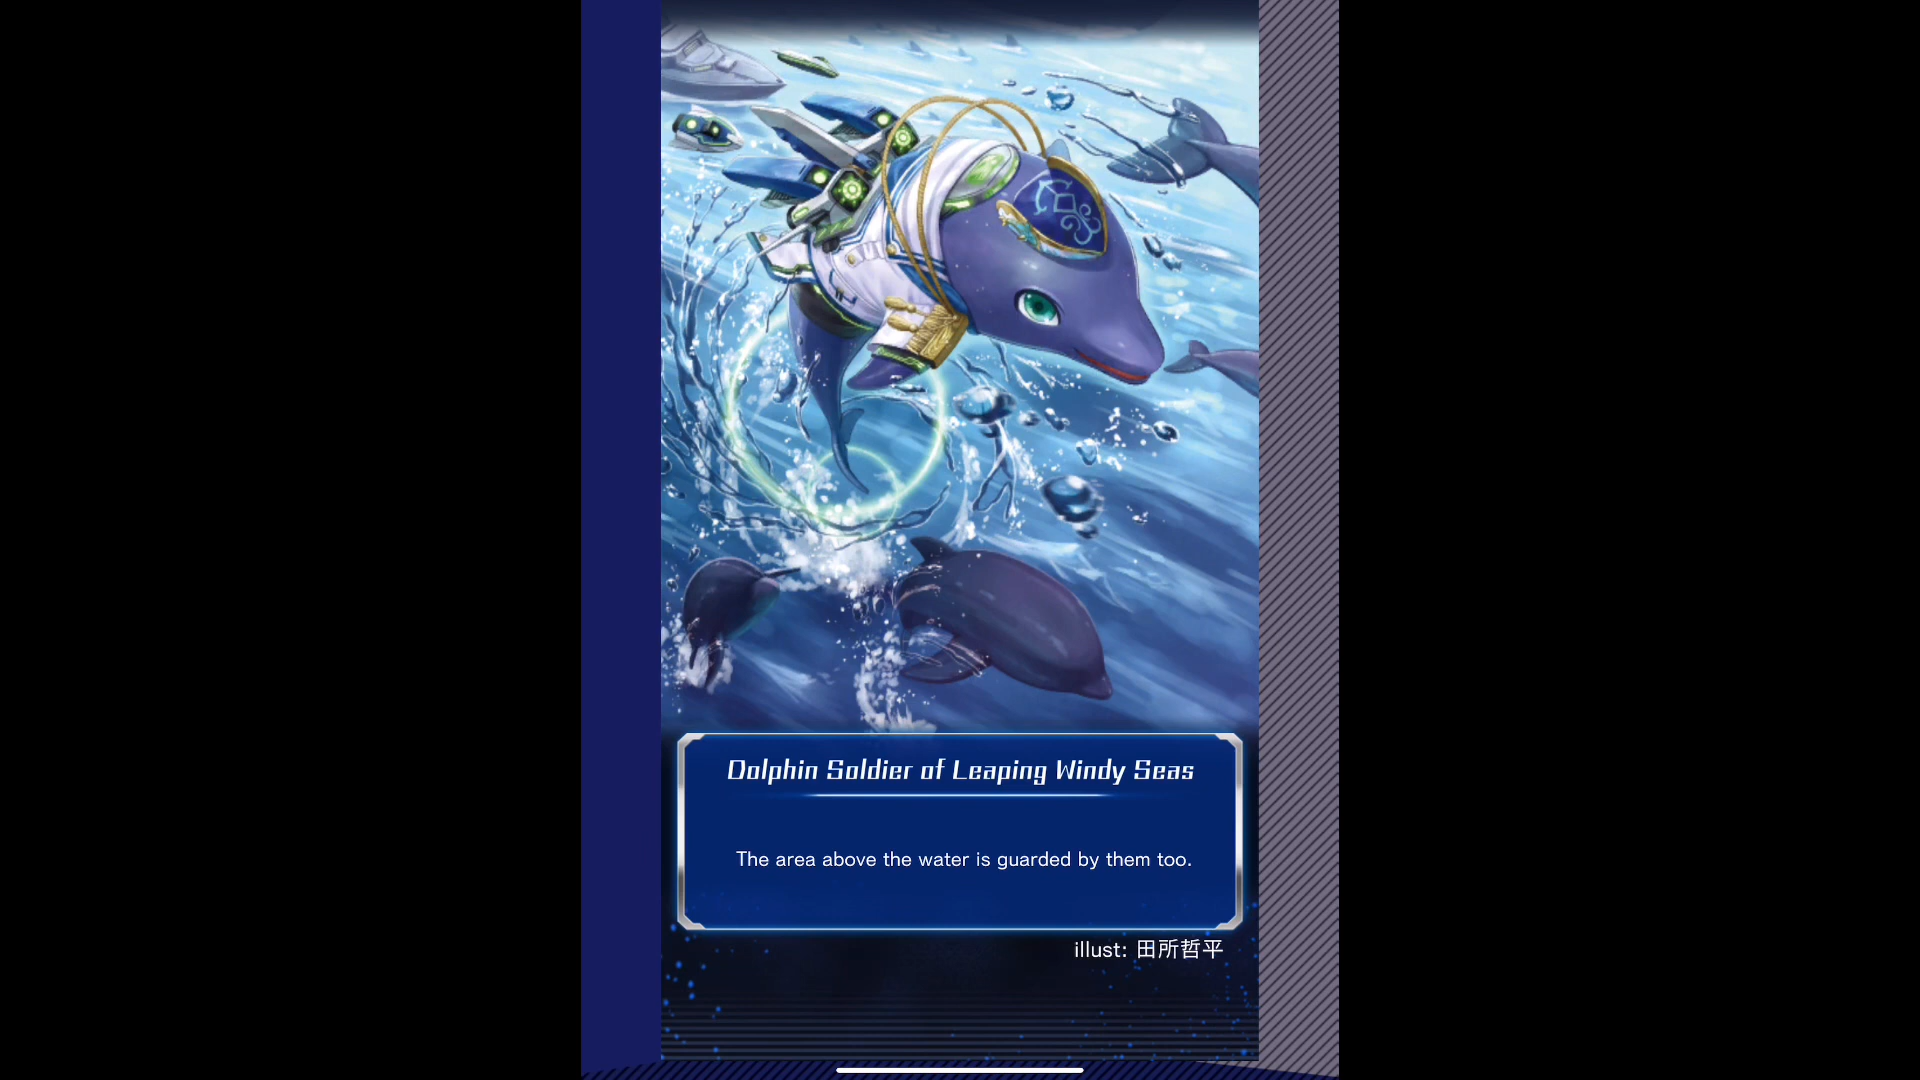 Dolphin Soldier of Leaping Windy Seas
The area above the water is guarded by them too.
illust: 田所哲平